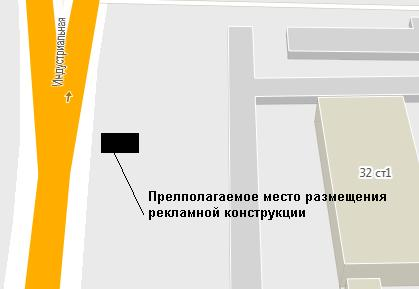 Индустриальная
32 ст1
Прелполагаемое место размещения
рекламной конструкции